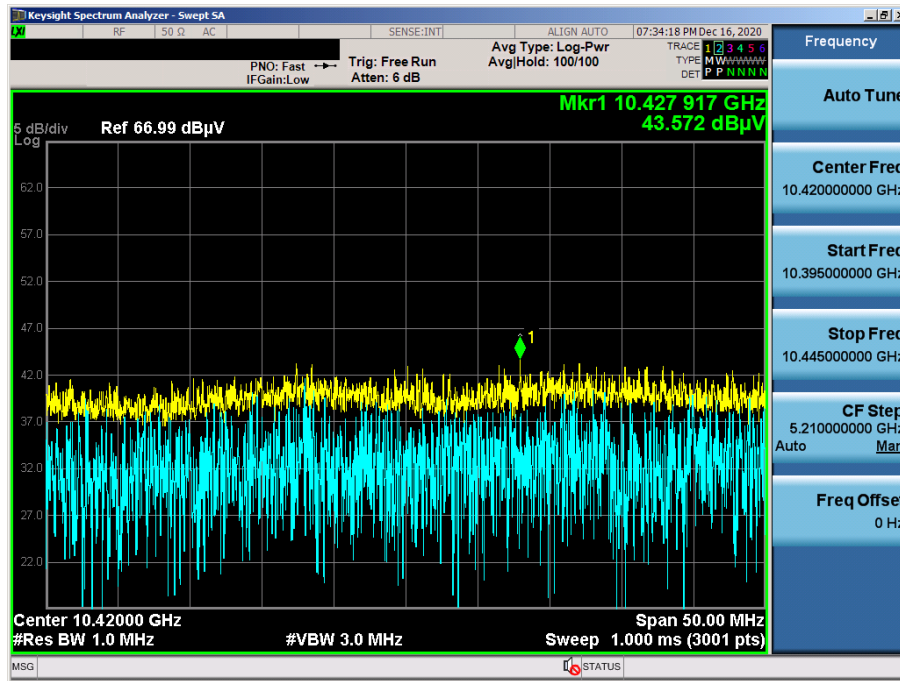 Keysight Spectrum Analyzer - Swept SA
LXI RF 50 Ω AC SENSE:INT ALIGN AUTO 07:34:18 PM Dec 16, 2020
PNO: Fast
IFGain:Low
Trig: Free Run
Atten: 6 dB
Avg Type: Log-Pwr
Avg|Hold: 100/100
TRACE 1 2 3 4 5 6
TYPE M W W W W W
DET P P N N N N
Mkr1 10.427 917 GHz
43.572 dBµV
5 dB/div Ref 66.99 dBµV
Log
62.0
57.0
52.0
47.0
42.0
37.0
32.0
27.0
22.0
1
Center 10.42000 GHz Span 50.00 MHz
#Res BW 1.0 MHz #VBW 3.0 MHz Sweep 1.000 ms (3001 pts)
MSG STATUS
Frequency
Auto Tune
Center Freq
10.420000000 GHz
Start Freq
10.395000000 GHz
Stop Freq
10.445000000 GHz
CF Step
5.210000000 GHz
Auto Man
Freq Offset
0 Hz